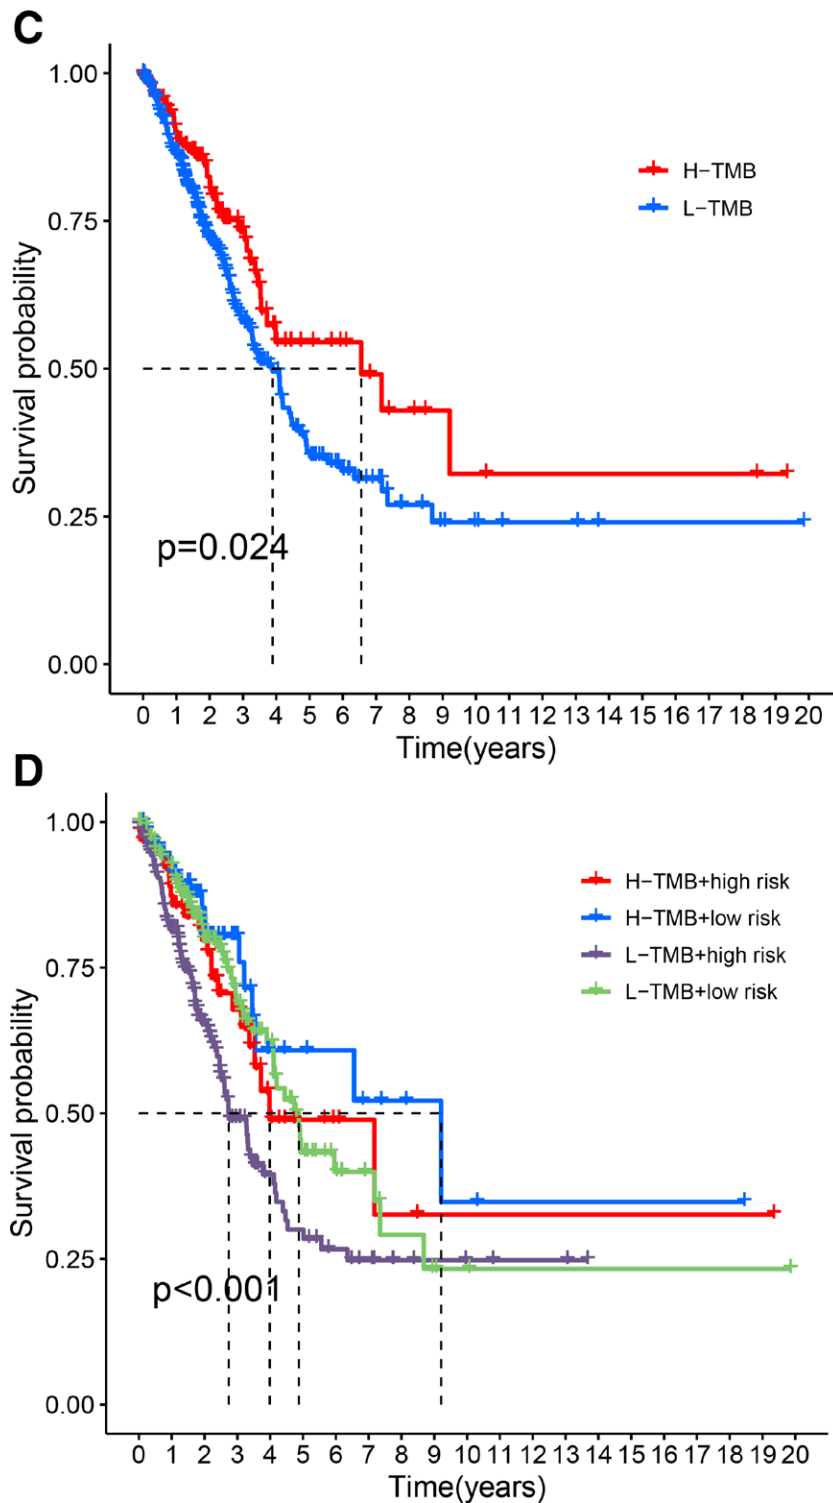 C
1.00
0.75
0.50
0.25
0.00
Survival probability
H−TMB
L−TMB
p=0.024
0 1 2 3 4 5 6 7 8 9 10 11 12 13 14 15 16 17 18 19 20
Time(years)
D
1.00
0.75
0.50
0.25
0.00
Survival probability
H−TMB+high risk
H−TMB+low risk
L−TMB+high risk
L−TMB+low risk
p<0.001
0 1 2 3 4 5 6 7 8 9 10 11 12 13 14 15 16 17 18 19 20
Time(years)